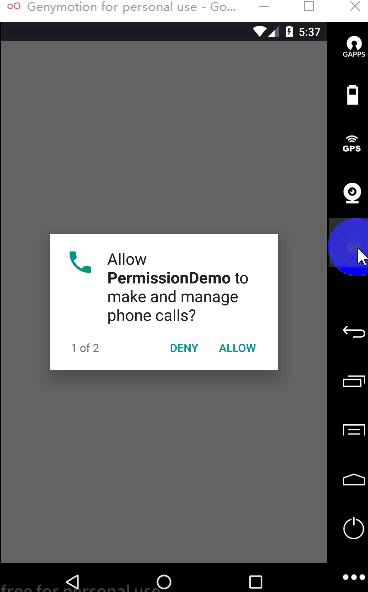 Genymotion for personal use - Go...
5:37
GAPPS
GPS
Allow
PermissionDemo to
make and manage
phone calls?
1 of 2 DENY ALLOW
free for personal use